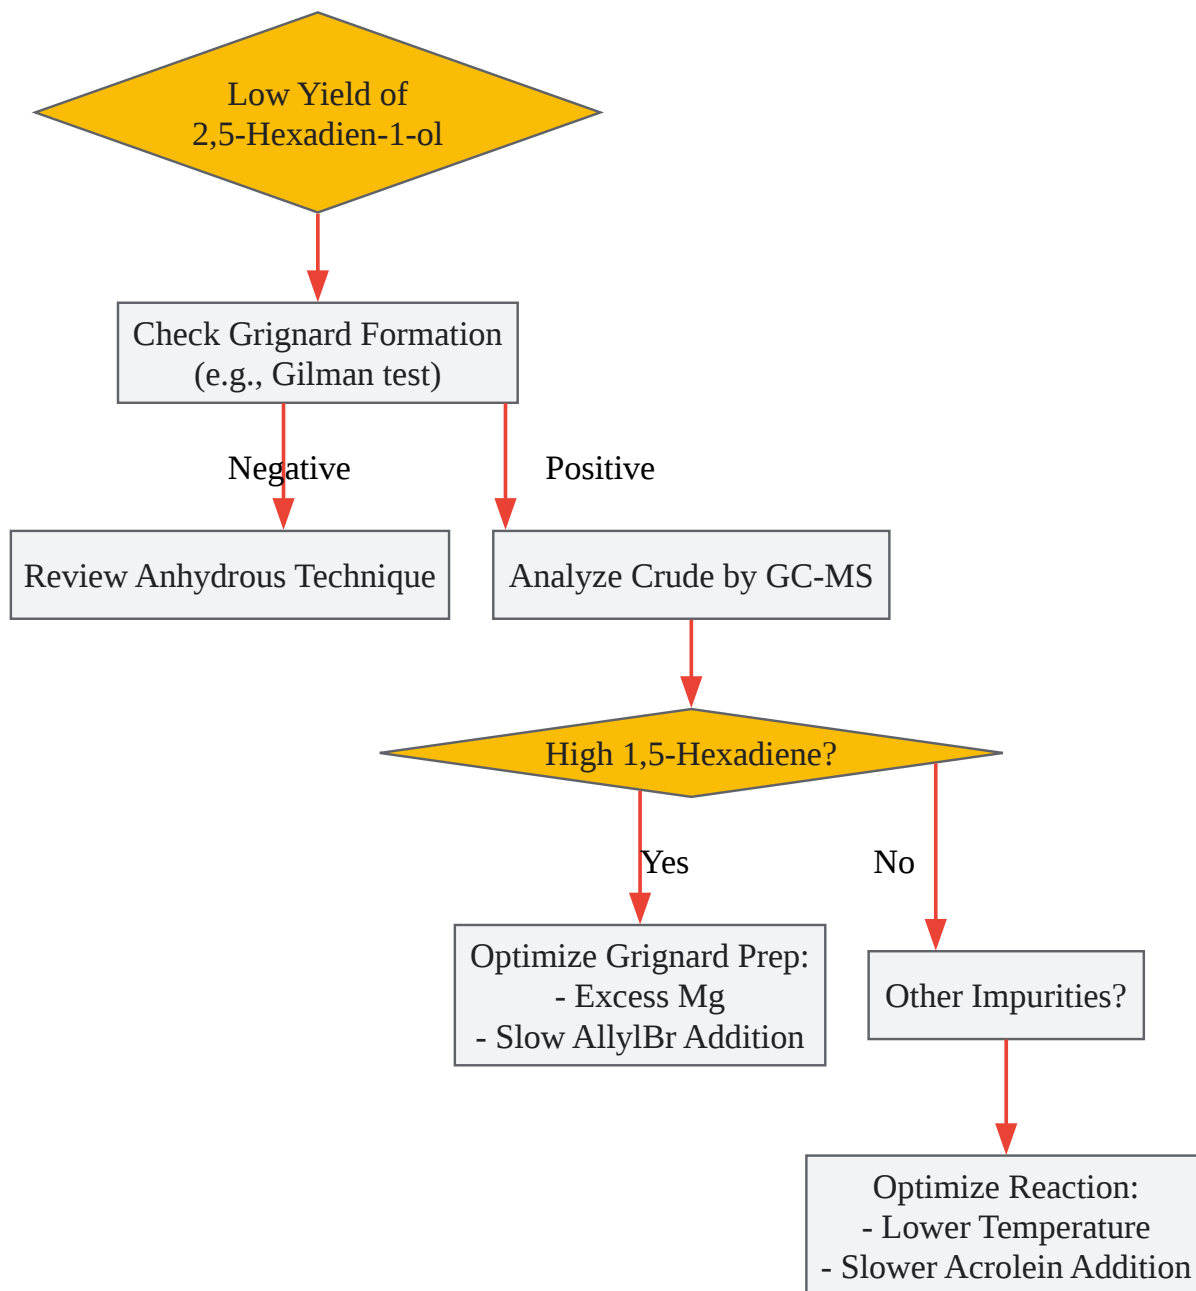 Low Yield of
2,5-Hexadien-1-ol
Check Grignard Formation
(e.g., Gilman test)
Negative
Positive
Review Anhydrous Technique
Analyze Crude by GC-MS
High 1,5-Hexadiene?
Yes
No
Optimize Grignard Prep:
- Excess Mg
- Slow AllylBr Addition
Other Impurities?
Optimize Reaction:
- Lower Temperature
- Slower Acrolein Addition